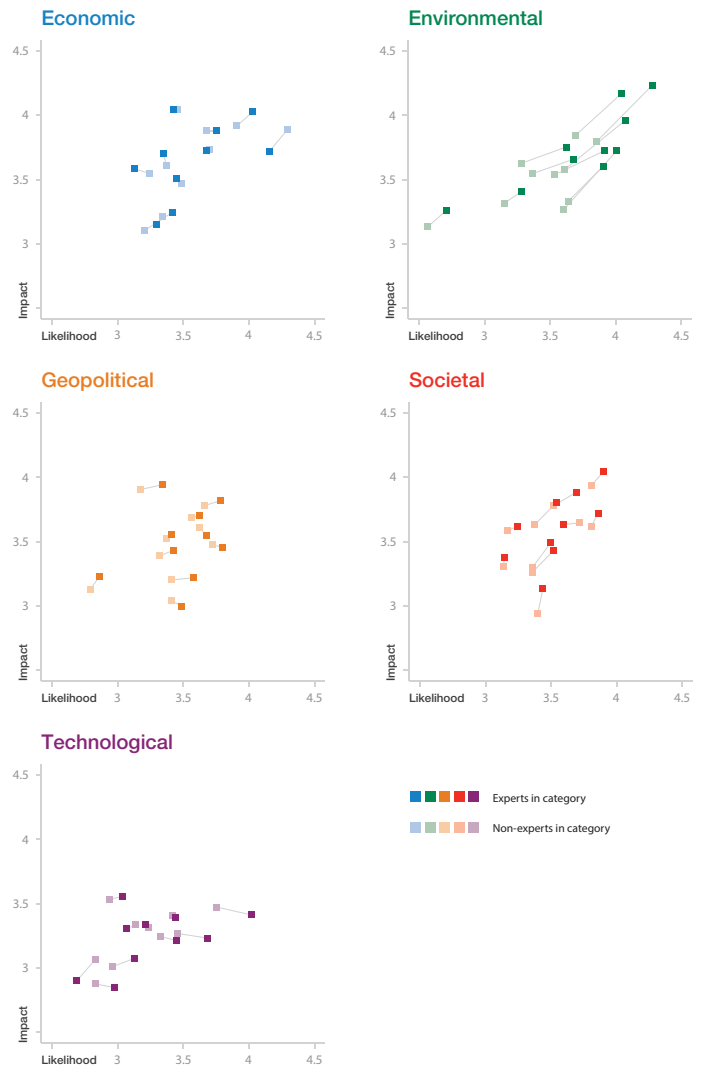 Economic
4.5
4
3.5
3
Impact
Likelihood 3 3.5 4 4.5
Environmental
4.5
4
3.5
3
Impact
Likelihood 3 3.5 4 4.5
Geopolitical
4.5
4
3.5
3
Impact
Likelihood 3 3.5 4 4.5
Societal
4.5
4
3.5
3
Impact
Likelihood 3 3.5 4 4.5
Technological
4.5
4
3.5
3
Impact
Likelihood 3 3.5 4 4.5
Experts in category
Non-experts in category